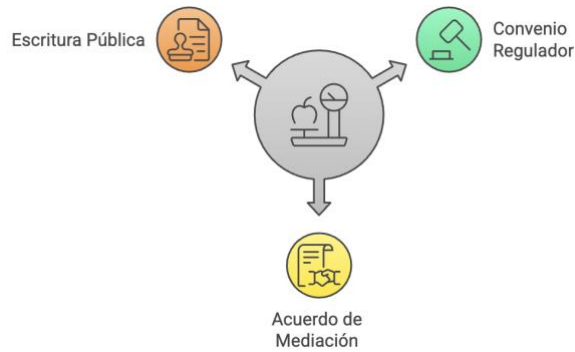 Escritura Pública
Convenio
Regulador
Acuerdo de
Mediación